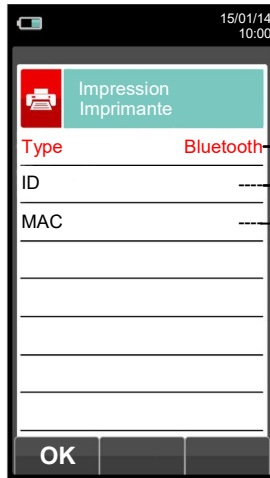 15/01/14
10:00
Impression
Imprimante
Type Bluetooth
ID ----
MAC ----
OK